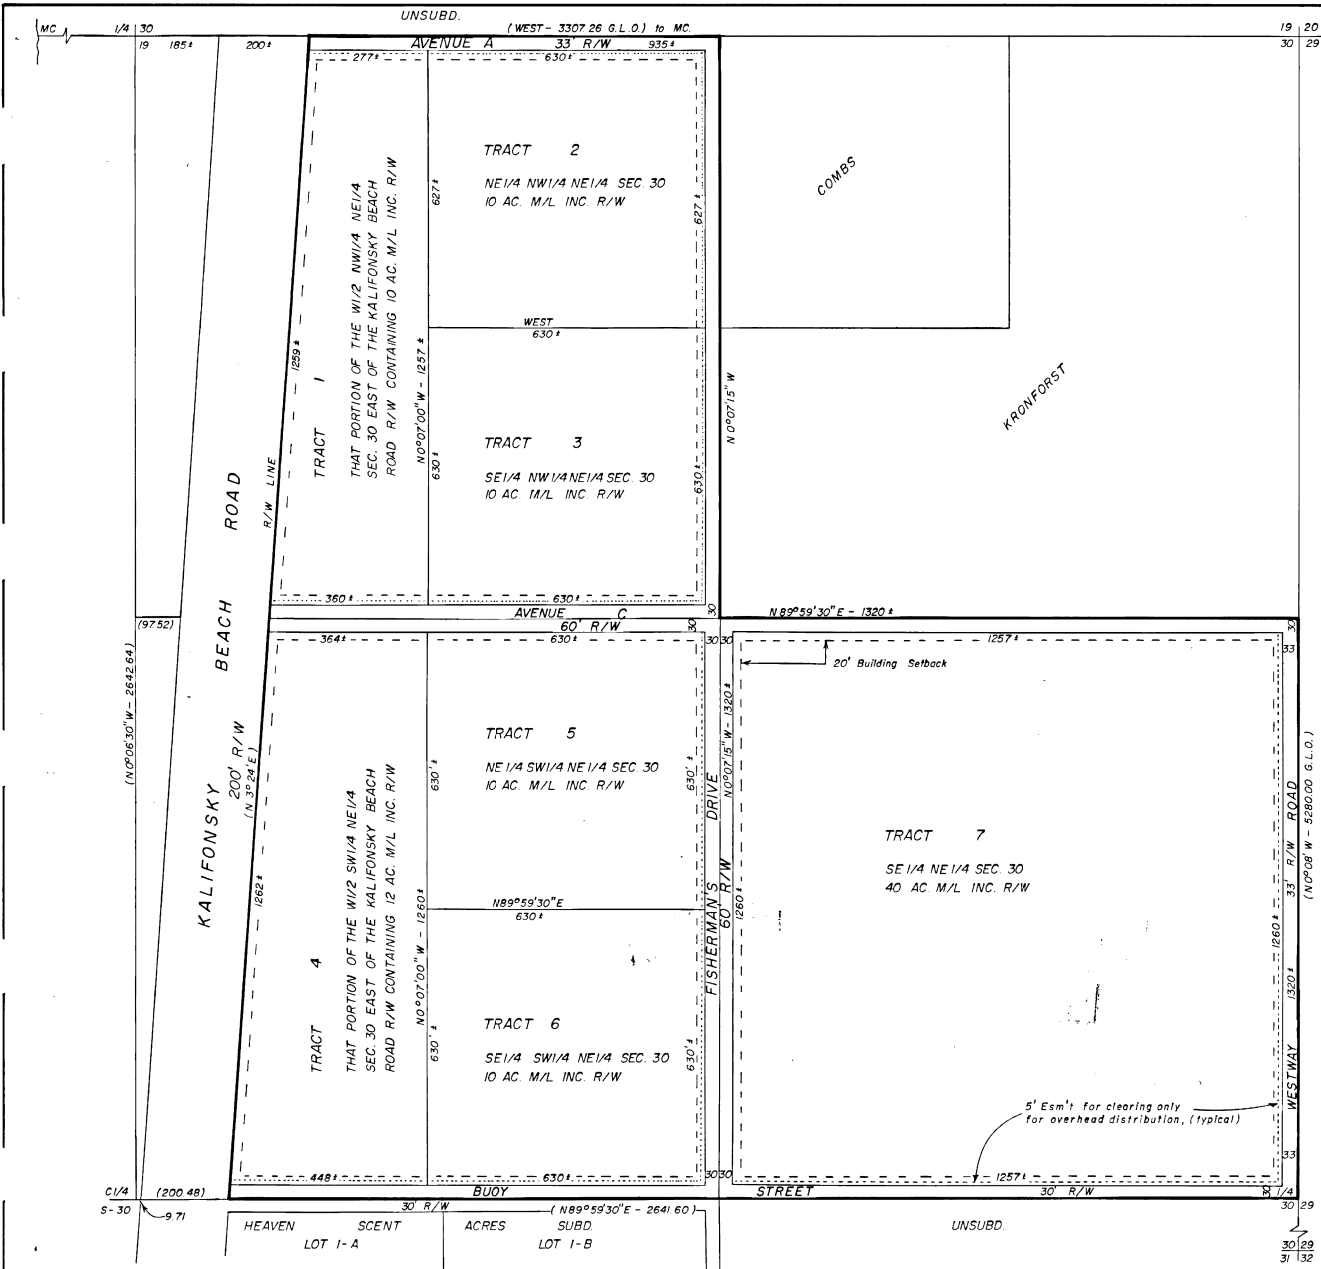 UNSUBD.
MC
1/4 30
(WEST - 3307.26 G.L.O.) to MC.
19 20
19 185± 200±
AVENUE A 33' R/W 935±
30 29
277± 630±
TRACT 2
NE1/4 NW1/4 NE1/4 SEC. 30
10 AC. M/L INC. R/W
627±
627±
COMBS
TRACT 1
THAT PORTION OF THE W1/2 NW1/4 NE1/4
SEC. 30 EAST OF THE KALIFONSKY BEACH
ROAD R/W CONTAINING 10 AC. M/L INC. R/W
1259±
N0°07'00"W - 1257±
WEST
630±
N0°07'15"W
KRONFORST
TRACT 3
SE1/4 NW1/4 NE1/4 SEC. 30
10 AC. M/L INC. R/W
630±
630±
R/W LINE
360± 630±
AVENUE C
60' R/W
30
N89°59'30"E - 1320±
(97.52)
364± 630±
30
30 30
1257±
30
33
20' Building Setback
(N0°06'30"W - 2642.64)
KALIFONSKY BEACH ROAD
200' R/W
(N 3°24'E)
TRACT 5
NE1/4 SW1/4 NE1/4 SEC. 30
10 AC. M/L INC. R/W
630'±
630'±
N0°07'15"W - 1320±
FISHERMAN'S DRIVE
60' R/W
1260±
TRACT 7
SE1/4 NE1/4 SEC. 30
40 AC. M/L INC. R/W
1260±
WESTWAY ROAD
1320± 33' R/W
(N0°08'W - 5280.00 G.L.O.)
TRACT 4
THAT PORTION OF THE W1/2 SW1/4 NE1/4
SEC. 30 EAST OF THE KALIFONSKY BEACH
ROAD R/W CONTAINING 12 AC. M/L INC. R/W
1262±
N0°07'00"W - 1260±
N89°59'30"E
630±
TRACT 6
SE1/4 SW1/4 NE1/4 SEC. 30
10 AC. M/L INC. R/W
630'±
630'±
5' Esm't for clearing only
for overhead distribution, (typical)
448± 630±
30 30
1257±
33
C1/4 (200.48)
BUOY STREET
30' R/W
30 1/4
S-30
9.71
30' R/W
(N89°59'30"E - 2641.60)
30 29
HEAVEN SCENT ACRES SUBD.
LOT 1-A LOT 1-B
UNSUBD.
30 29
31 32